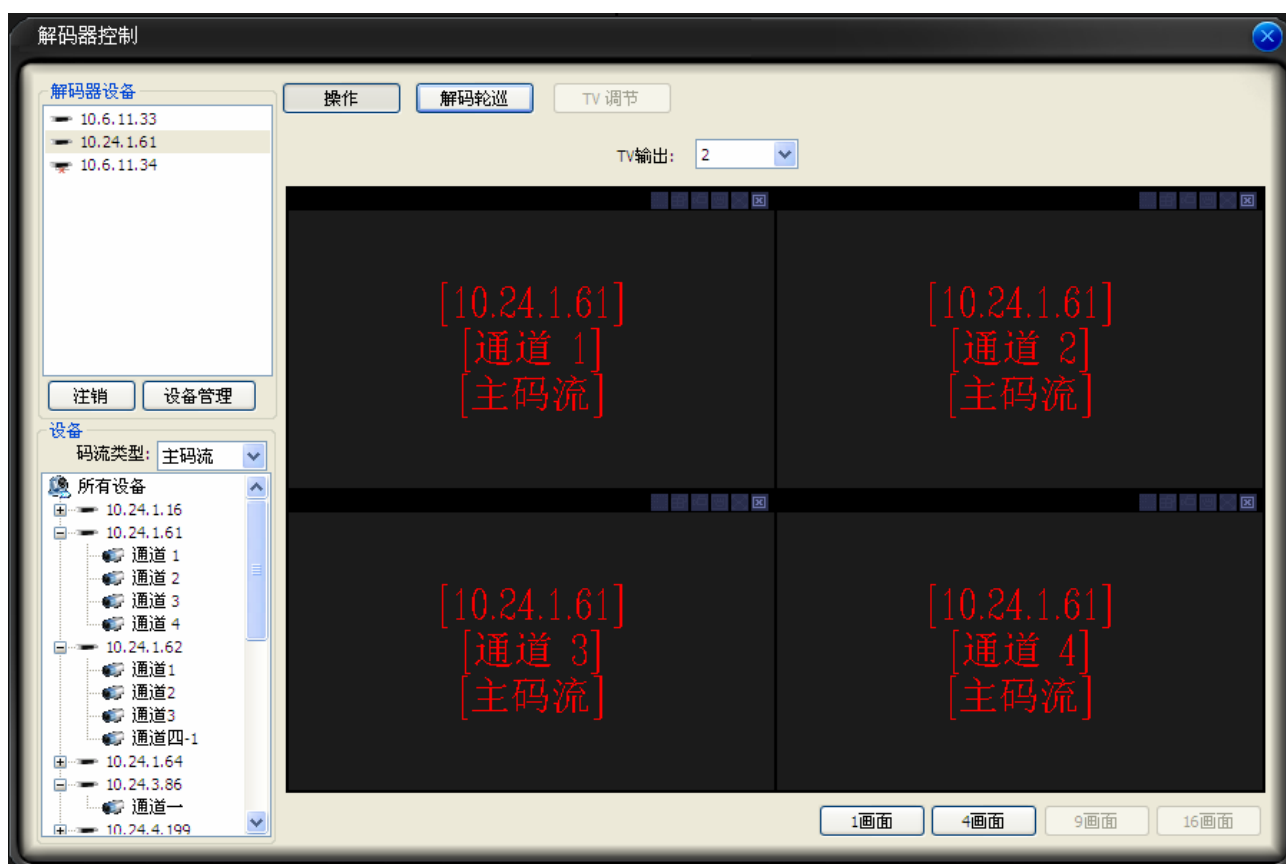 解码器控制
解码器设备
10.6.11.33
10.24.1.61
10.6.11.34
注销 设备管理
设备
码流类型: 主码流
所有设备
10.24.1.16
10.24.1.61
通道 1
通道 2
通道 3
通道 4
10.24.1.62
通道1
通道2
通道3
通道四-1
10.24.1.64
10.24.3.86
通道一
10.24.4.199
操作 解码轮巡 TV 调节
TV输出: 2
[10.24.1.61]
[通道 1]
[主码流]
[10.24.1.61]
[通道 2]
[主码流]
[10.24.1.61]
[通道 3]
[主码流]
[10.24.1.61]
[通道 4]
[主码流]
1画面 4画面 9画面 16画面